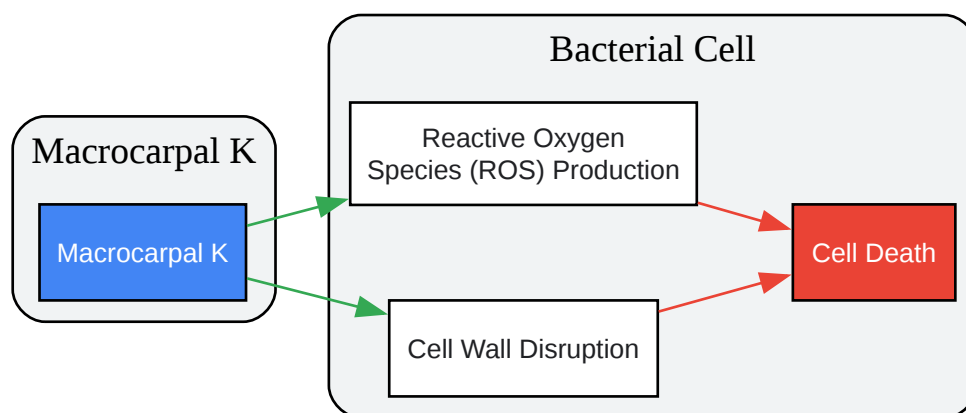 Bacterial Cell
Macrocarpal K
Reactive Oxygen
Species (ROS) Production
Macrocarpal K
Cell Death
Cell Wall Disruption